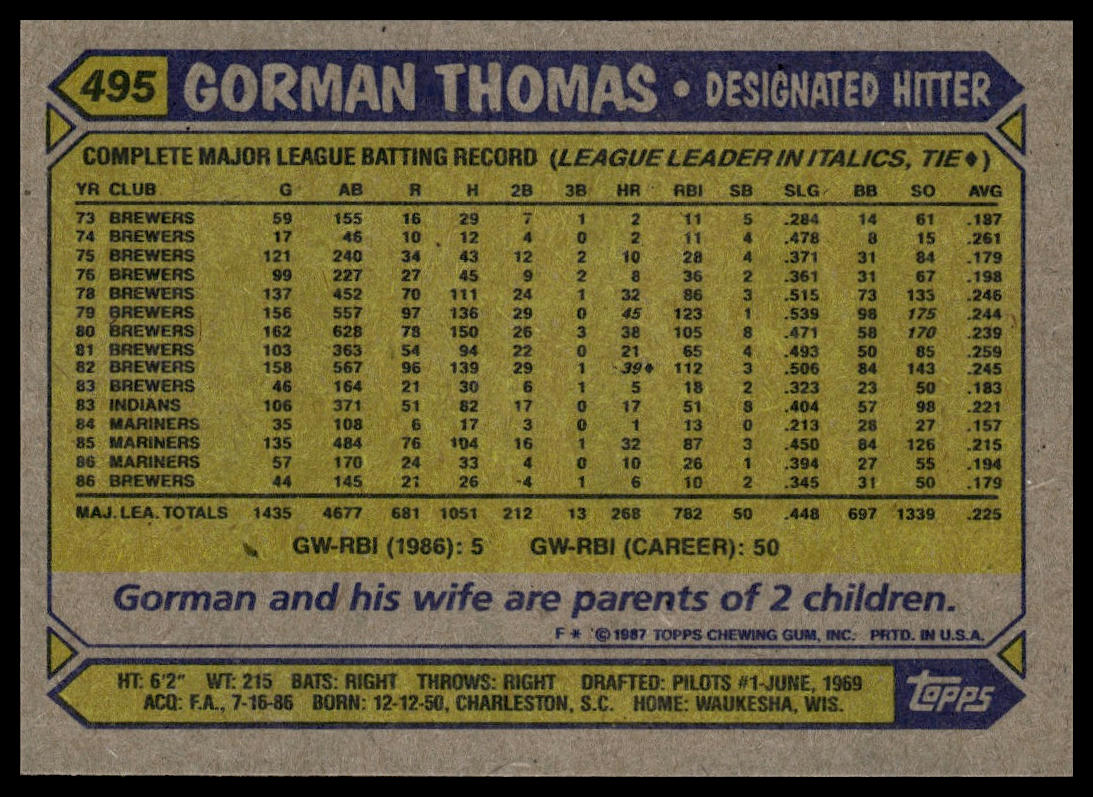 495 GORMAN THOMAS • DESIGNATED HITTER
COMPLETE MAJOR LEAGUE BATTING RECORD (LEAGUE LEADER IN ITALICS, TIE♦)
YR CLUB G AB R H 2B 3B HR RBI SB SLG BB SO AVG
73 BREWERS 59 155 16 29 7 1 2 11 5 .284 14 61 .187
74 BREWERS 17 46 10 12 4 0 2 11 4 .478 8 15 .261
75 BREWERS 121 240 34 43 12 2 10 28 4 .371 31 84 .179
76 BREWERS 99 227 27 45 9 2 8 36 2 .361 31 67 .198
78 BREWERS 137 452 70 111 24 1 32 86 3 .515 73 133 .246
79 BREWERS 156 557 97 136 29 0 45 123 1 .539 98 175 .244
80 BREWERS 162 628 78 150 26 3 38 105 8 .471 58 170 .239
81 BREWERS 103 363 54 94 22 0 21 65 4 .493 50 85 .259
82 BREWERS 158 567 96 139 29 1 39♦ 112 3 .506 84 143 .245
83 BREWERS 46 164 21 30 6 1 5 18 2 .323 23 50 .183
83 INDIANS 106 371 51 82 17 0 17 51 8 .404 57 98 .221
84 MARINERS 35 108 6 17 3 0 1 13 0 .213 28 27 .157
85 MARINERS 135 484 76 104 16 1 32 87 3 .450 84 126 .215
86 MARINERS 57 170 24 33 4 0 10 26 1 .394 27 55 .194
86 BREWERS 44 145 21 26 4 1 6 10 2 .345 31 50 .179
MAJ. LEA. TOTALS 1435 4677 681 1051 212 13 268 782 50 .448 697 1339 .225
GW-RBI (1986): 5 GW-RBI (CAREER): 50
Gorman and his wife are parents of 2 children.
F * © 1987 TOPPS CHEWING GUM, INC. PRTD. IN U.S.A.
HT: 6'2" WT: 215 BATS: RIGHT THROWS: RIGHT DRAFTED: PILOTS #1-JUNE, 1969
ACQ: F.A., 7-16-86 BORN: 12-12-50, CHARLESTON, S.C. HOME: WAUKESHA, WIS.
topps